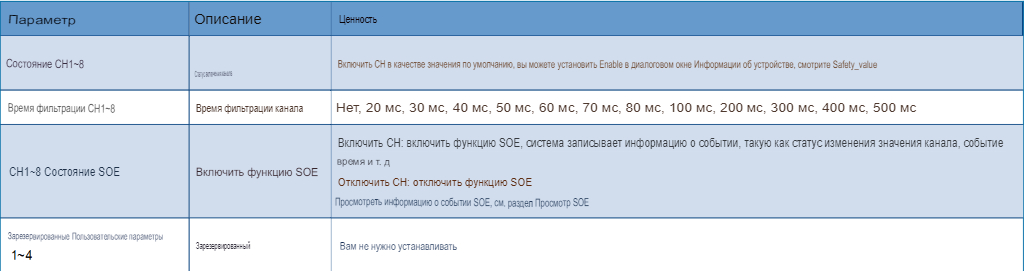 Параметр Описание Ценность
Состояние CH1~8
Включить CH в качестве значения по умолчанию, вы можете установить Enable в диалоговом окне Информации об устройстве, смотрите Safety_value
Время фильтрации CH1~8 Время фильтрации канала Нет, 20 мс, 30 мс, 40 мс, 50 мс, 60 мс, 70 мс, 80 мс, 100 мс, 200 мс, 300 мс, 400 мс, 500 мс
CH1~8 Состояние SOE
Включить функцию SOE
Включить CH: включить функцию SOE, система записывает информацию о событии, такую как статус изменения значения канала, событие
время и т. д
Отключить CH: отключить функцию SOE
Просмотреть информацию о событии SOE, см. раздел Просмотр SOE
Зарезервированные Пользовательские параметры
1~4
Зарезервированный
Вам не нужно устанавливать